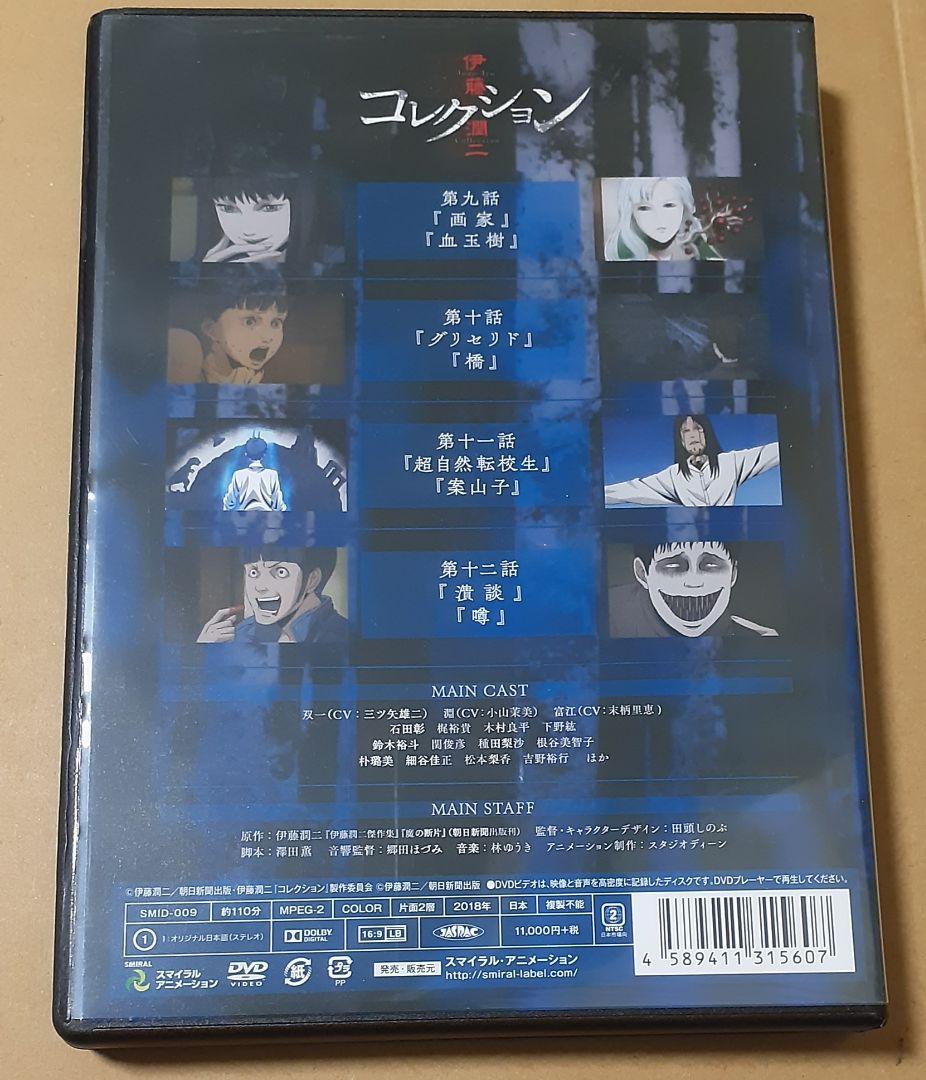 伊藤潤二
コレクション
Collection
第九話
『画家』
『血玉樹』
第十話
『グリセリド』
『橋』
第十一話
『超自然転校生』
『案山子』
第十二話
『潰談』
『噂』
MAIN CAST
双一(CV:三ツ矢雄二) 淵(CV:小山茉美) 富江(CV:末柄里恵)
石田彰 梶裕貴 木村良平 下野紘
鈴木裕斗 関俊彦 種田梨沙 根谷美智子
朴璐美 細谷佳正 松本梨香 吉野裕行 ほか
MAIN STAFF
原作:伊藤潤二『伊藤潤二傑作集』『魔の断片』(朝日新聞出版刊) 監督・キャラクターデザイン:田頭しのぶ
脚本:澤田薫 音響監督:郷田ほづみ 音楽:林ゆうき アニメーション制作:スタジオディーン
©伊藤潤二/朝日新聞出版・伊藤潤二『コレクション』製作委員会 ©伊藤潤二/朝日新聞出版 ●DVDビデオは、映像と音声を高密度に記録したディスクです。DVDプレーヤーで再生してください。
SMID-009 約110分 MPEG-2 COLOR 片面2層 2018年 日本 複製不能
1 1:オリジナル日本語(ステレオ) DOLBY DIGITAL 16:9 LB JASRAC 11,000円+税
2 NTSC 日本市場向
4 589411 315607
SMIRAL スマイラル アニメーション DVD VIDEO 紙 プラ PP 発売・販売元 スマイラル・アニメーション
http://smiral-label.com/